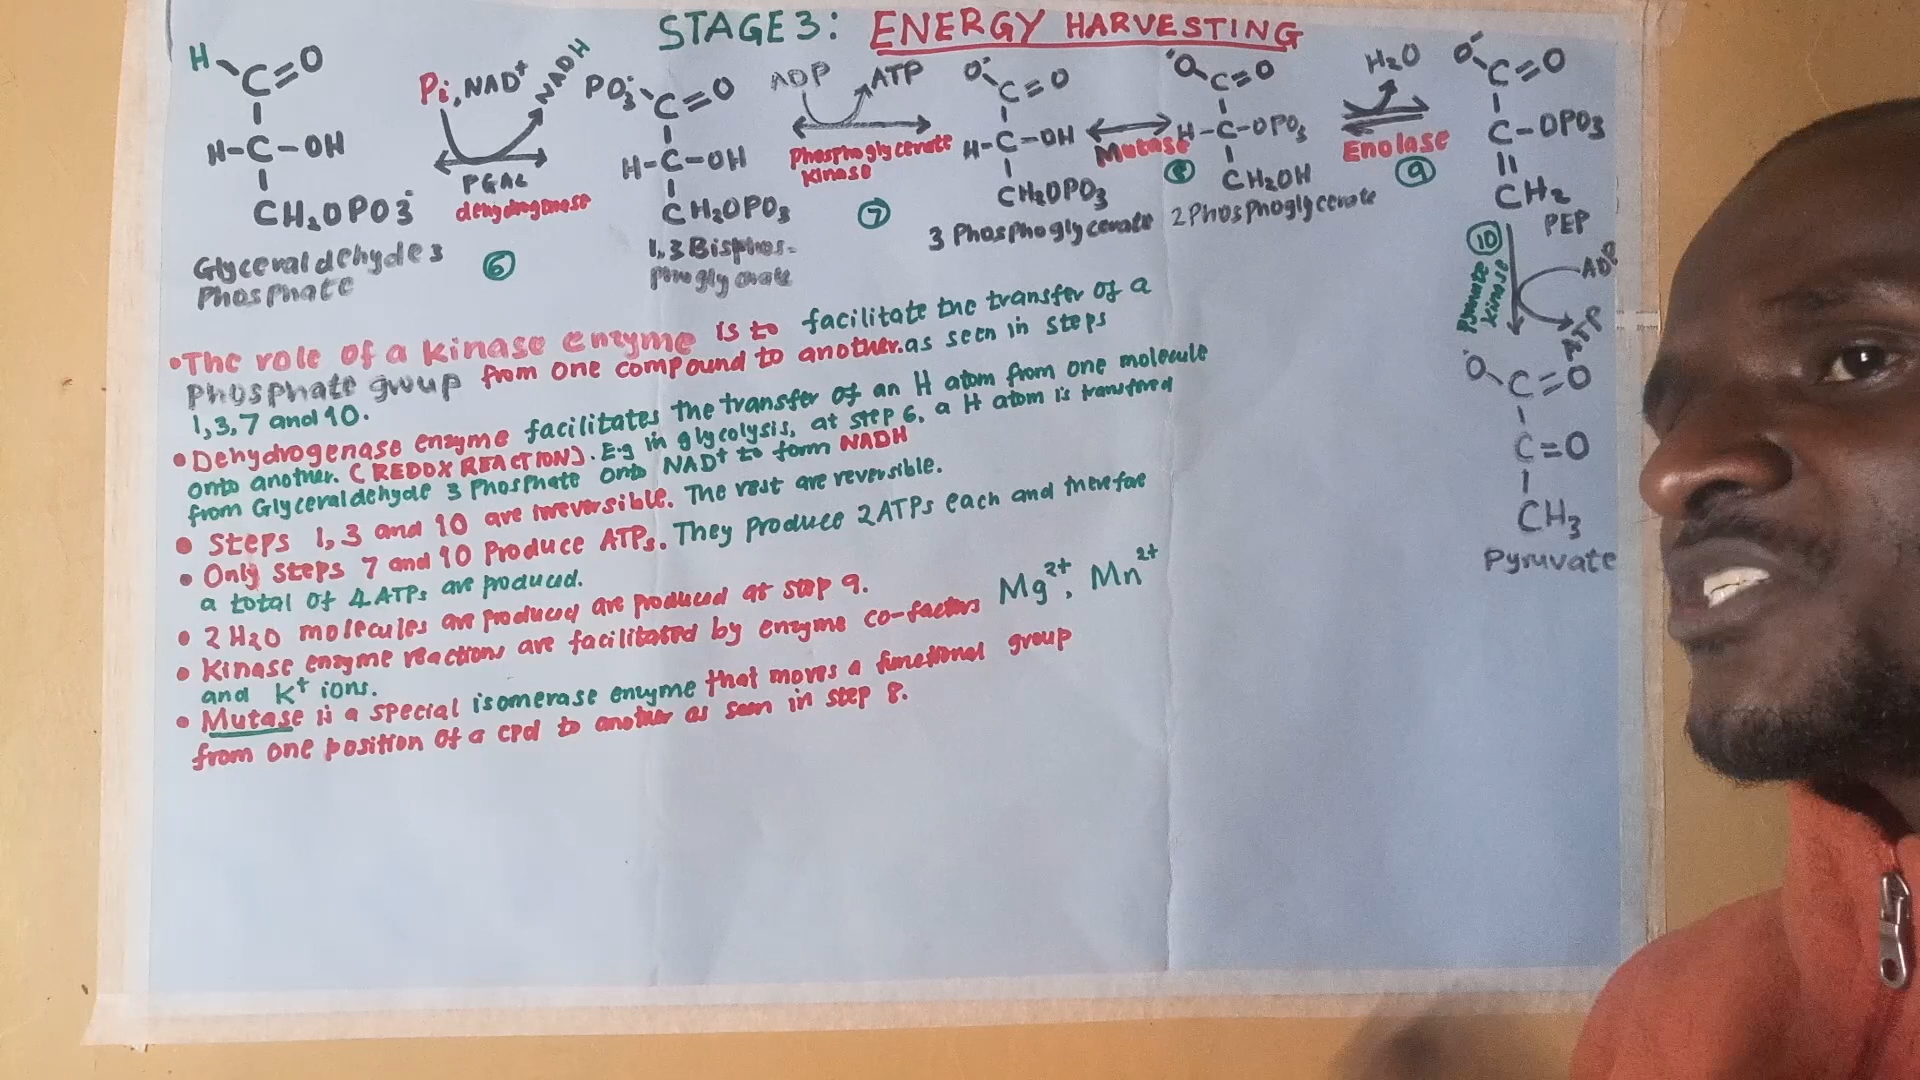 STAGE 3: ENERGY HARVESTING
H
C=O
H-C-OH
CH2OPO3-
Glyceraldehyde 3
Phosphate
Pi, NAD+
NADH
PGAL
dehydrogenase
6
PO3-
C=O
H-C-OH
CH2OPO3
1,3 Bisphos-
phoglycerate
ADP
ATP
Phosphoglycerate
Kinase
7
O-
C=O
H-C-OH
CH2OPO3
3 Phosphoglycerate
Mutase
8
-O
C=O
H-C-OPO3
CH2OH
2 Phosphoglycerate
H2O
Enolase
9
O-
C=O
C-OPO3
CH2
PEP
10
Pyruvate
Kinase
ADP
ATP
-O
C=O
C=O
CH3
Pyruvate
•The role of a kinase enzyme is to facilitate the transfer of a
Phosphate group from one compound to another.as seen in steps
1,3,7 and 10.
•Dehydrogenase enzyme facilitates the transfer of an H atom from one molecule
onto another. (REDOX REACTION). E.g in glycolysis, at step 6, a H atom is transfered
from Glyceraldehyde 3 Phosphate onto NAD+ to form NADH
• Steps 1,3 and 10 are irreversible. The rest are reversible.
• Only steps 7 and 10 produce ATPs. They produce 2ATPs each and therefore
a total of 4 ATPs are produced.
• 2 H2O molecules are produced are produced at step 9.
• Kinase enzyme reactions are facilitated by enzyme co-factors Mg2+, Mn2+
and K+ ions.
• Mutase is a special isomerase enzyme that moves a functional group
from one position of a cpd to another as seen in step 8.